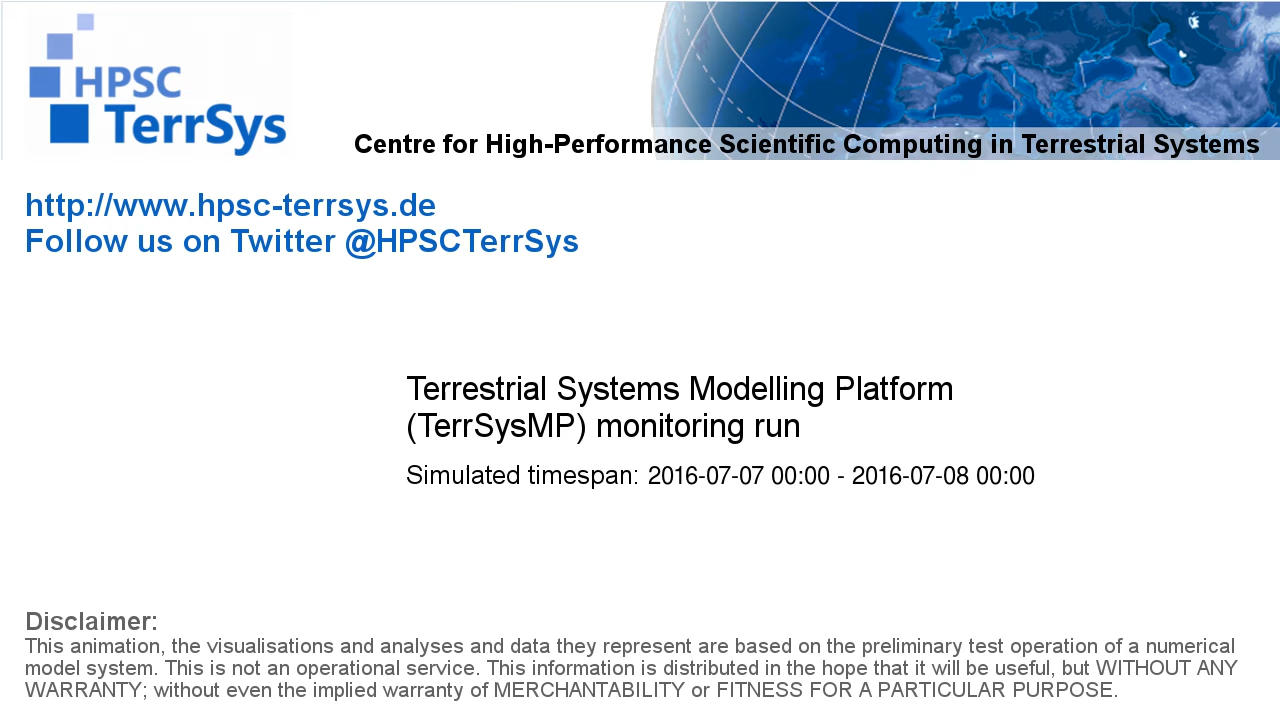 HPSC
TerrSys
Centre for High-Performance Scientific Computing in Terrestrial Systems
http://www.hpsc-terrsys.de
Follow us on Twitter @HPSCTerrSys
Terrestrial Systems Modelling Platform
(TerrSysMP) monitoring run
Simulated timespan: 2016-07-07 00:00 - 2016-07-08 00:00
Disclaimer:
This animation, the visualisations and analyses and data they represent are based on the preliminary test operation of a numerical
model system. This is not an operational service. This information is distributed in the hope that it will be useful, but WITHOUT ANY
WARRANTY; without even the implied warranty of MERCHANTABILITY or FITNESS FOR A PARTICULAR PURPOSE.